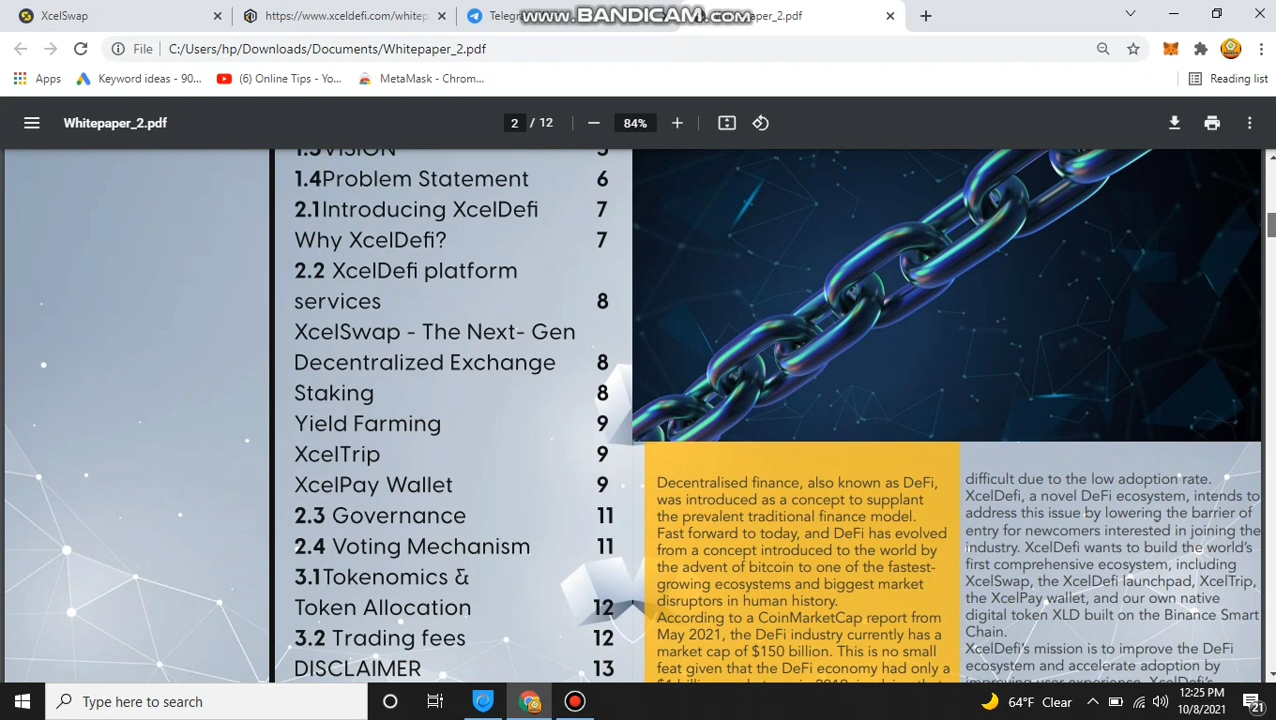 XcelSwap
https://www.xceldefi.com/whitep
Telegr
paper_2.pdf
www.BANDICAM.com
File C:/Users/hp/Downloads/Documents/Whitepaper_2.pdf
Apps
Keyword ideas - 90...
(6) Online Tips - Yo...
MetaMask - Chrom...
Reading list
Whitepaper_2.pdf
2 / 12
84%
1.3VISION 5
1.4Problem Statement 6
2.1Introducing XcelDefi 7
Why XcelDefi? 7
2.2 XcelDefi platform
services 8
XcelSwap - The Next- Gen
Decentralized Exchange 8
Staking 8
Yield Farming 9
XcelTrip 9
XcelPay Wallet 9
2.3 Governance 11
2.4 Voting Mechanism 11
3.1Tokenomics &
Token Allocation 12
3.2 Trading fees 12
DISCLAIMER 13
Decentralised finance, also known as DeFi,
was introduced as a concept to supplant
the prevalent traditional finance model.
Fast forward to today, and DeFi has evolved
from a concept introduced to the world by
the advent of bitcoin to one of the fastest-
growing ecosystems and biggest market
disruptors in human history.
According to a CoinMarketCap report from
May 2021, the DeFi industry currently has a
market cap of $150 billion. This is no small
feat given that the DeFi economy had only a
difficult due to the low adoption rate.
XcelDefi, a novel DeFi ecosystem, intends to
address this issue by lowering the barrier of
entry for newcomers interested in joining the
industry. XcelDefi wants to build the world's
first comprehensive ecosystem, including
XcelSwap, the XcelDefi launchpad, XcelTrip,
the XcelPay wallet, and our own native
digital token XLD built on the Binance Smart
Chain.
XcelDefi's mission is to improve the DeFi
ecosystem and accelerate adoption by
improving user experience. XcelDefi's
Type here to search
64°F Clear
12:25 PM
10/8/2021
21